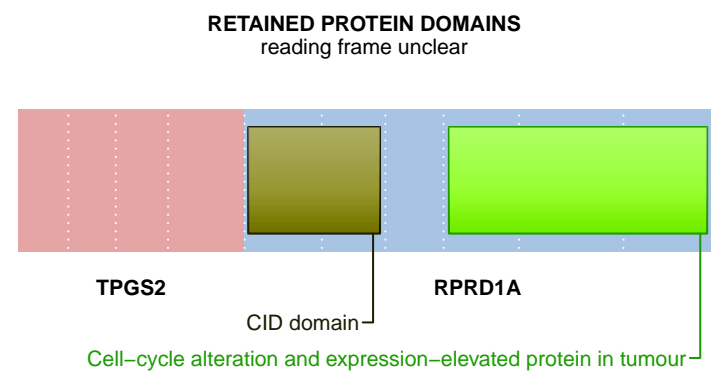 RETAINED PROTEIN DOMAINS
reading frame unclear
TPGS2
RPRD1A
CID domain
Cell−cycle alteration and expression−elevated protein in tumour